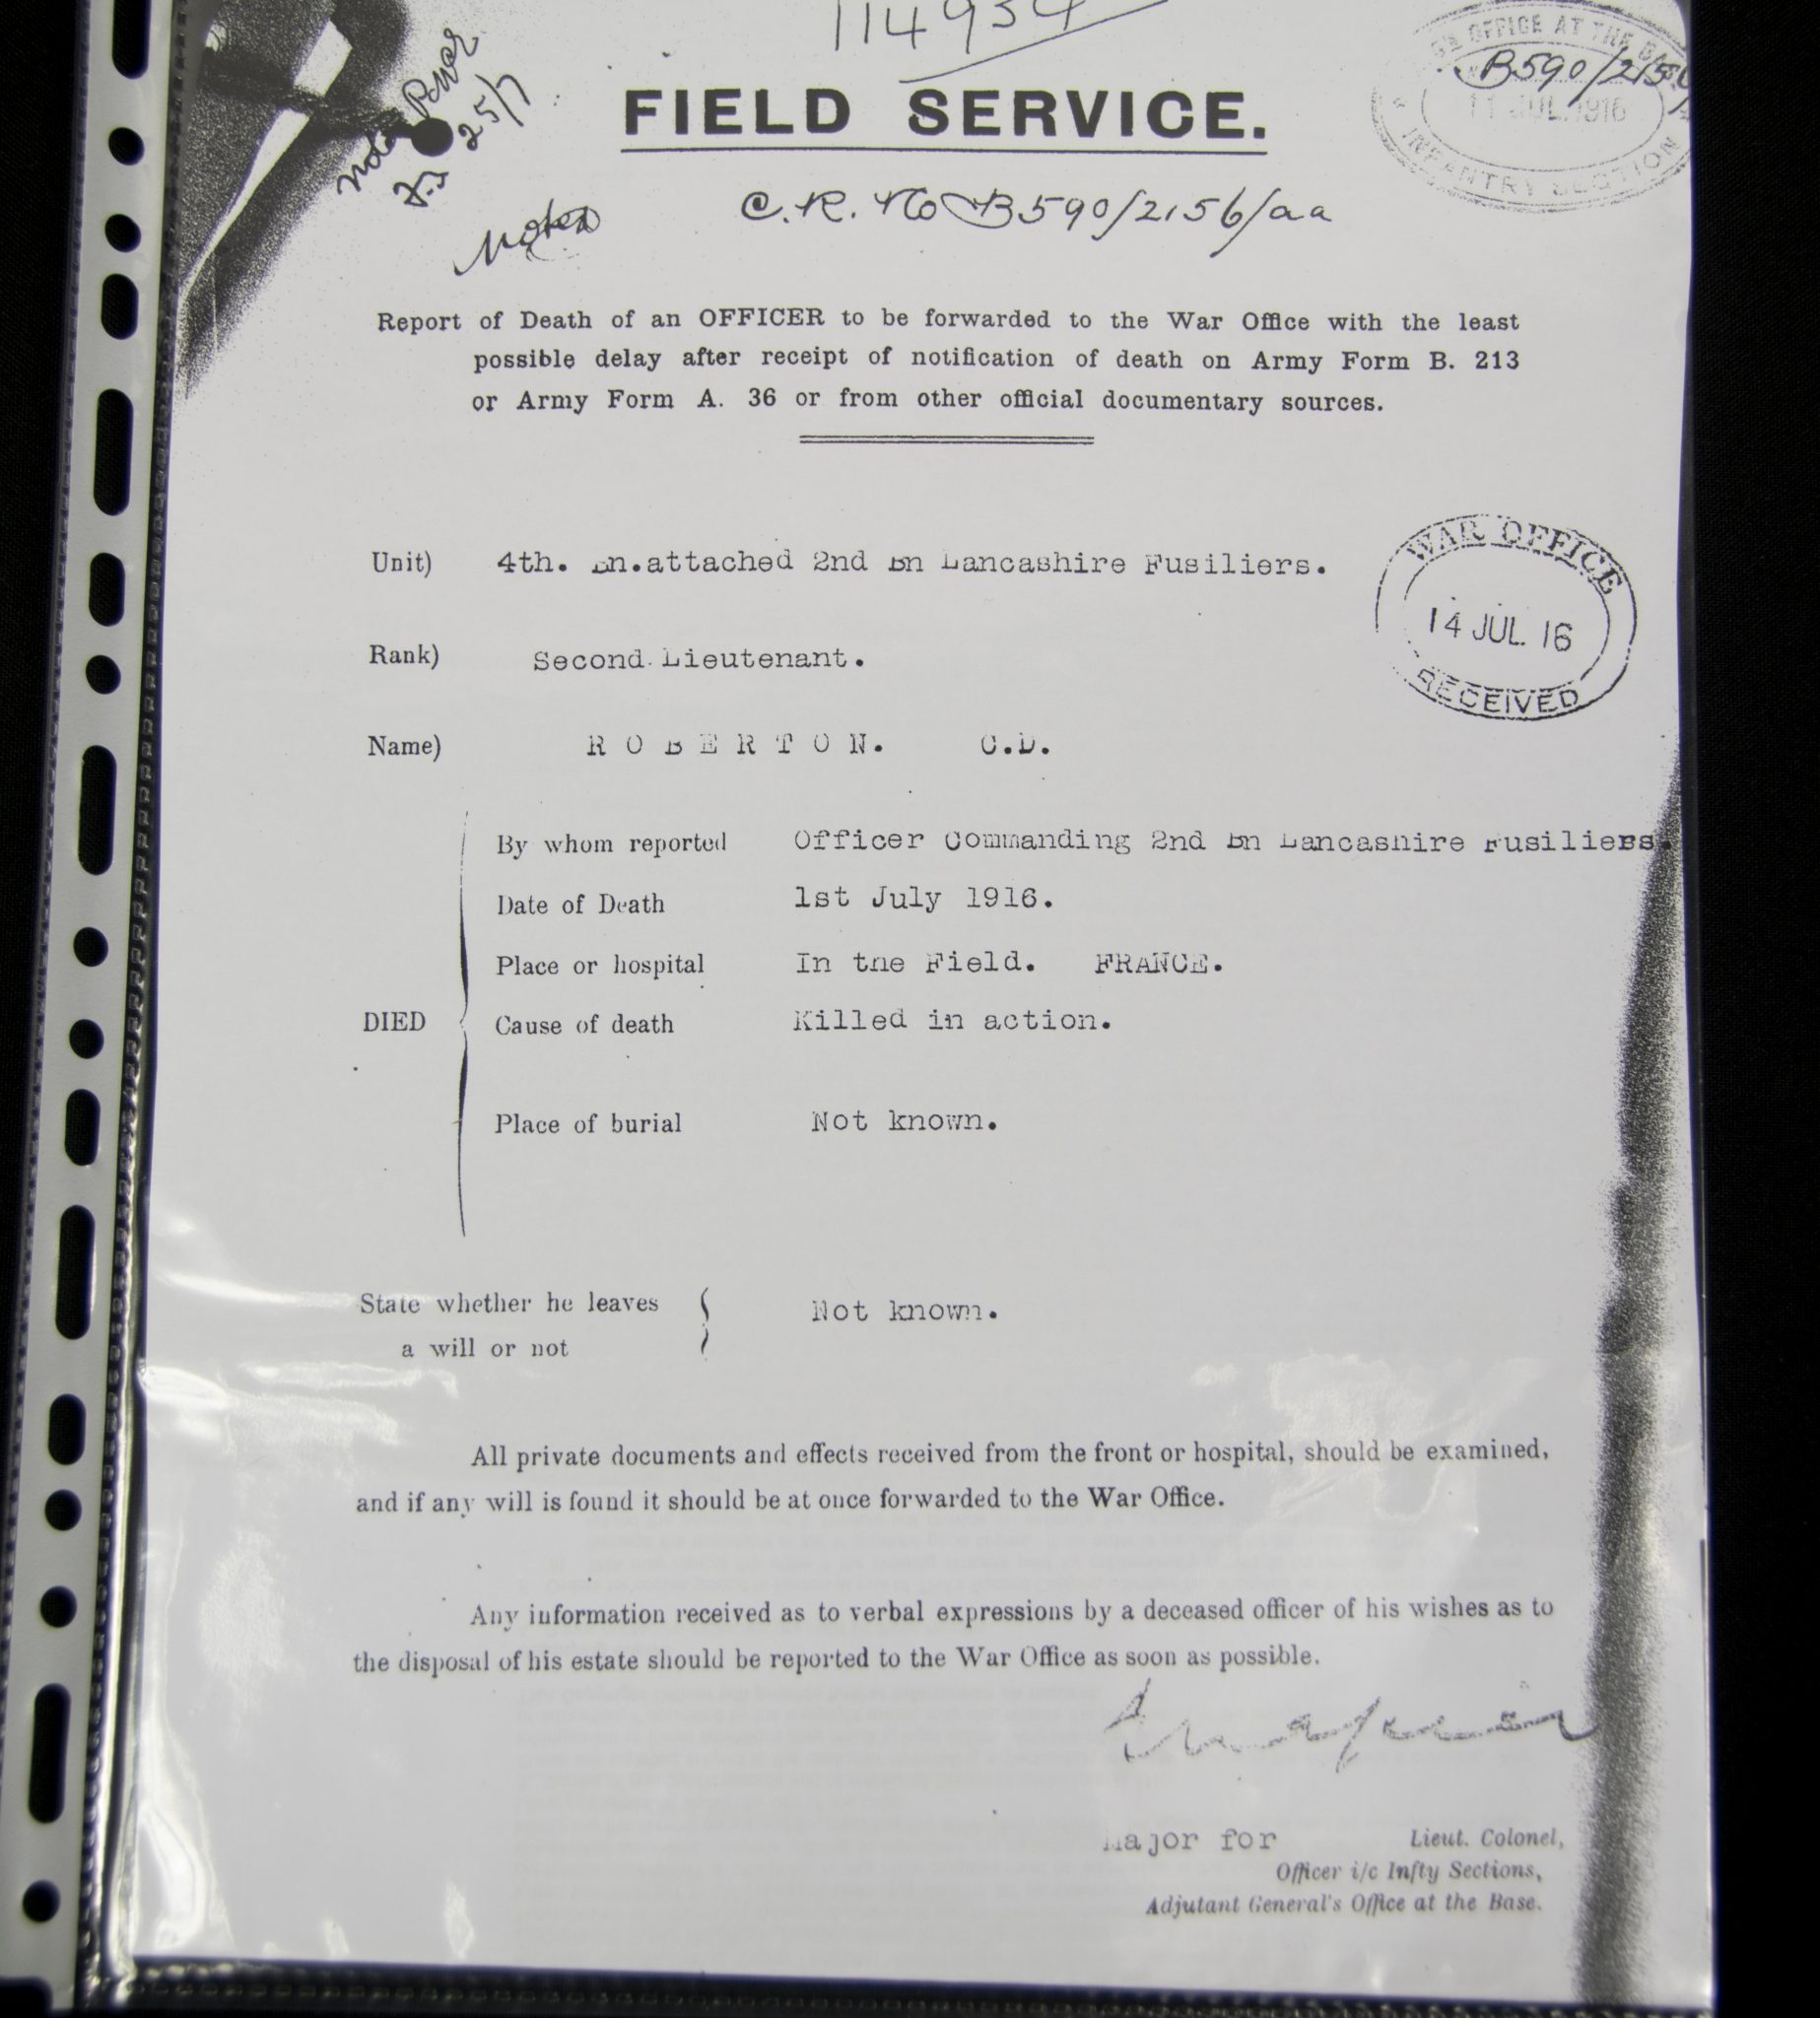 114934
B590/2156
G's OFFICE AT THE BASE
11 JUL. 1916
INFANTRY SECTION
25/7
FIELD SERVICE.
Noted
C.R. No B590/2156/aa
Report of Death of an OFFICER to be forwarded to the War Office with the least
possible delay after receipt of notification of death on Army Form B. 213
or Army Form A. 36 or from other official documentary sources.
WAR OFFICE
14 JUL. 16
RECEIVED
Unit) 4th. Bn.attached 2nd Bn Lancashire Fusiliers.
Rank) Second Lieutenant.
Name) ROBERTON. C.D.
By whom reported Officer Commanding 2nd Bn Lancashire Fusiliers.
Date of Death 1st July 1916.
Place or hospital In the Field. FRANCE.
DIED Cause of death Killed in action.
Place of burial Not known.
State whether he leaves
a will or not Not known.
All private documents and effects received from the front or hospital, should be examined,
and if any will is found it should be at once forwarded to the War Office.
Any information received as to verbal expressions by a deceased officer of his wishes as to
the disposal of his estate should be reported to the War Office as soon as possible.
Major for Lieut. Colonel,
Officer i/c Infty Sections,
Adjutant General's Office at the Base.